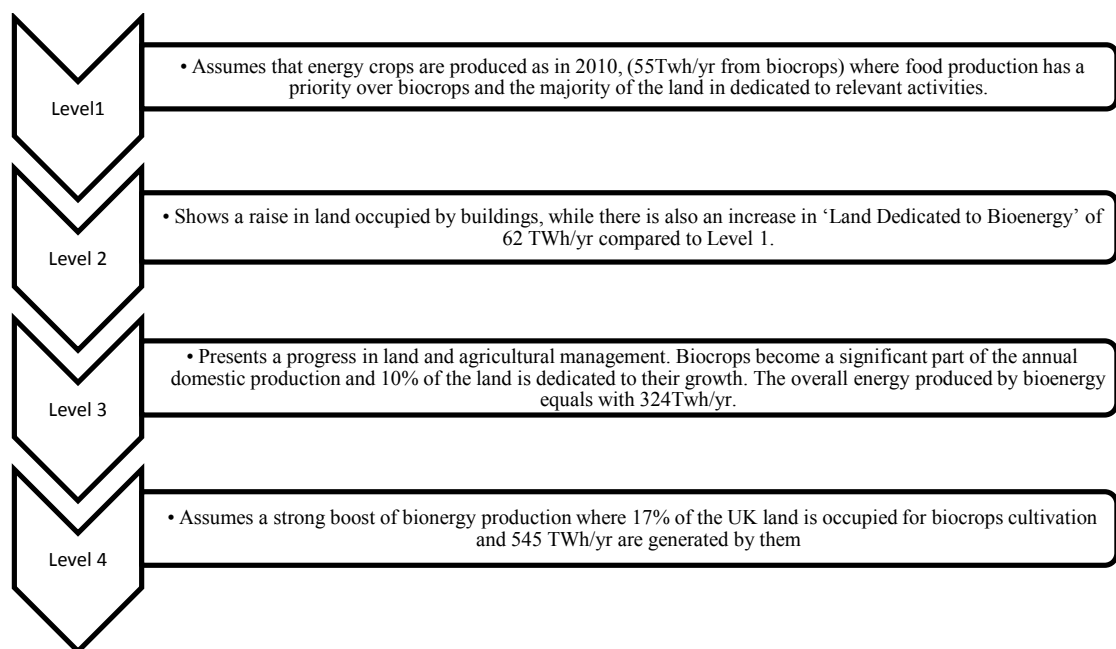 Level1
• Assumes that energy crops are produced as in 2010, (55Twh/yr from biocrops) where food production has a
priority over biocrops and the majority of the land in dedicated to relevant activities.
Level 2
• Shows a raise in land occupied by buildings, while there is also an increase in ‘Land Dedicated to Bioenergy’ of
62 TWh/yr compared to Level 1.
Level 3
• Presents a progress in land and agricultural management. Biocrops become a significant part of the annual
domestic production and 10% of the land is dedicated to their growth. The overall energy produced by bioenergy
equals with 324Twh/yr.
Level 4
• Assumes a strong boost of bionergy production where 17% of the UK land is occupied for biocrops cultivation
and 545 TWh/yr are generated by them